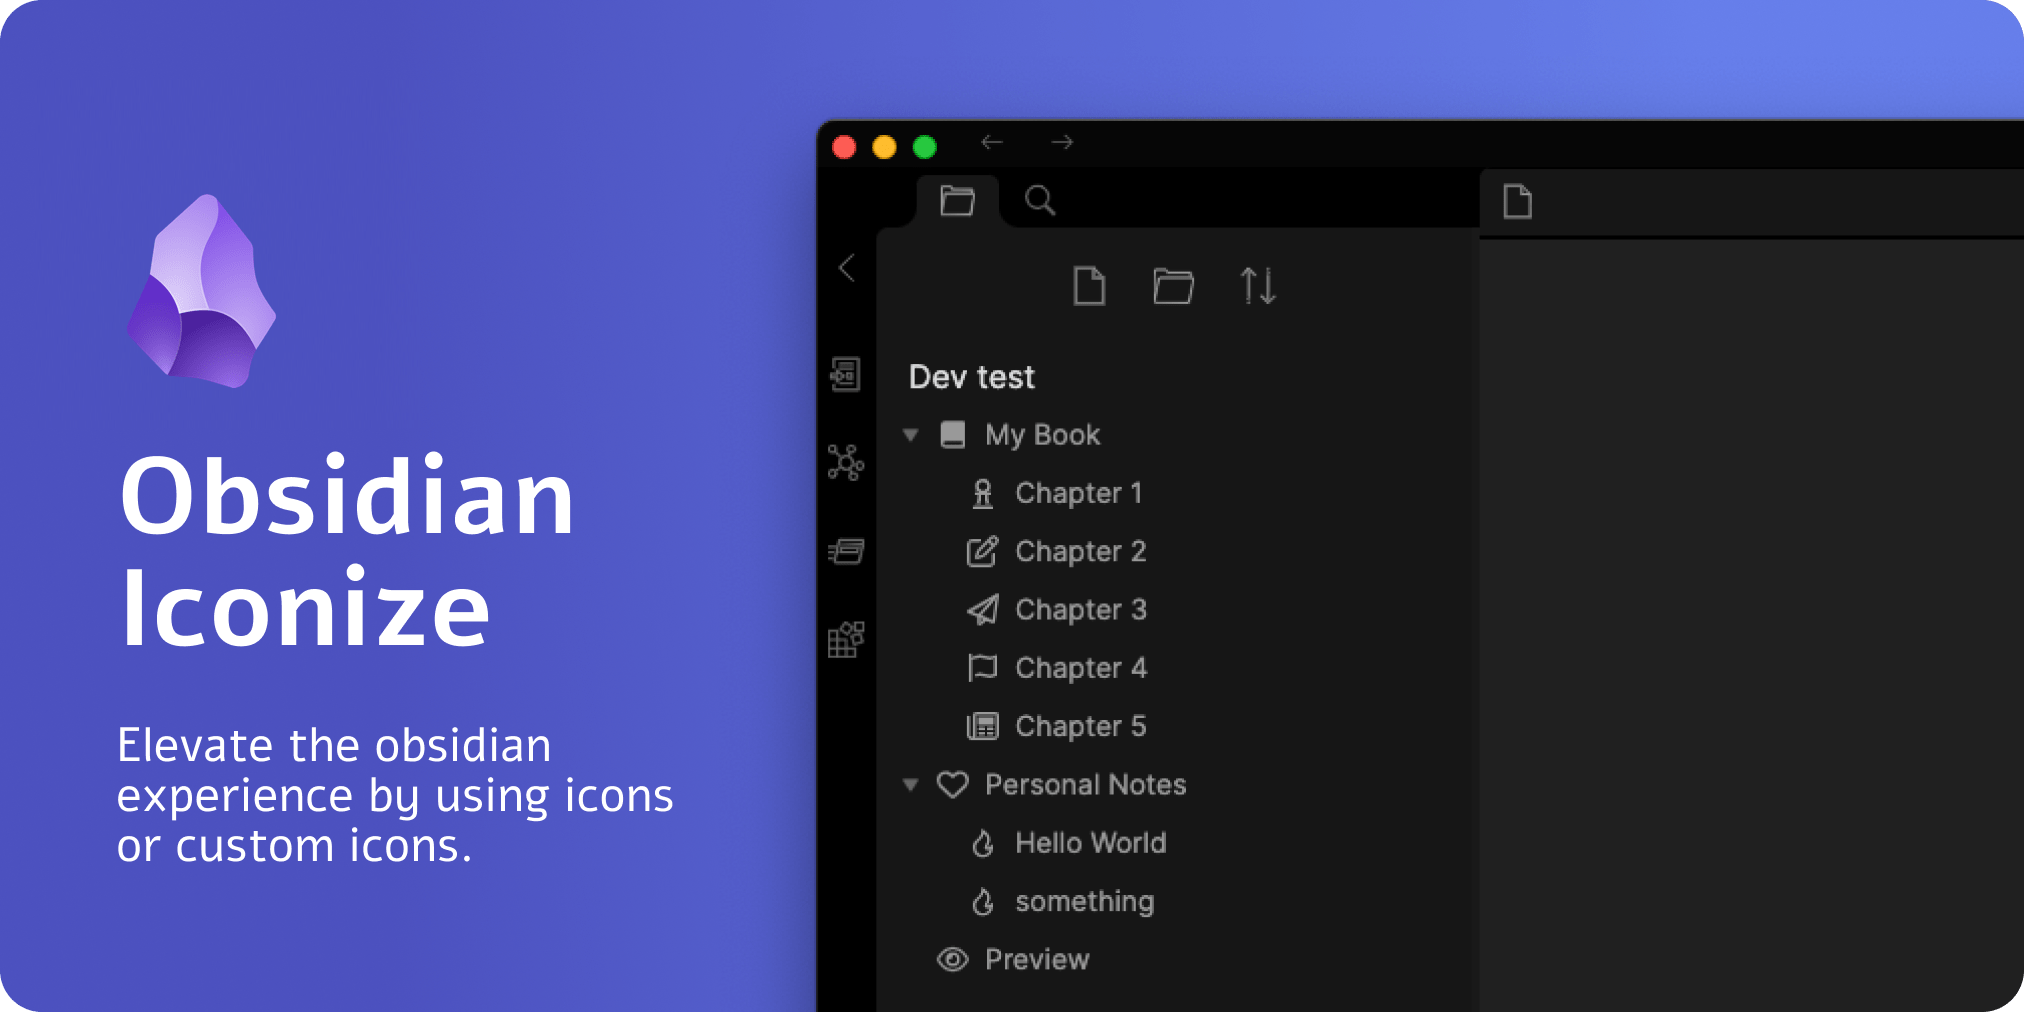 Obsidian
Iconize
Elevate the obsidian
experience by using icons
or custom icons.
Dev test
My Book
Chapter 1
Chapter 2
Chapter 3
Chapter 4
Chapter 5
Personal Notes
Hello World
something
Preview